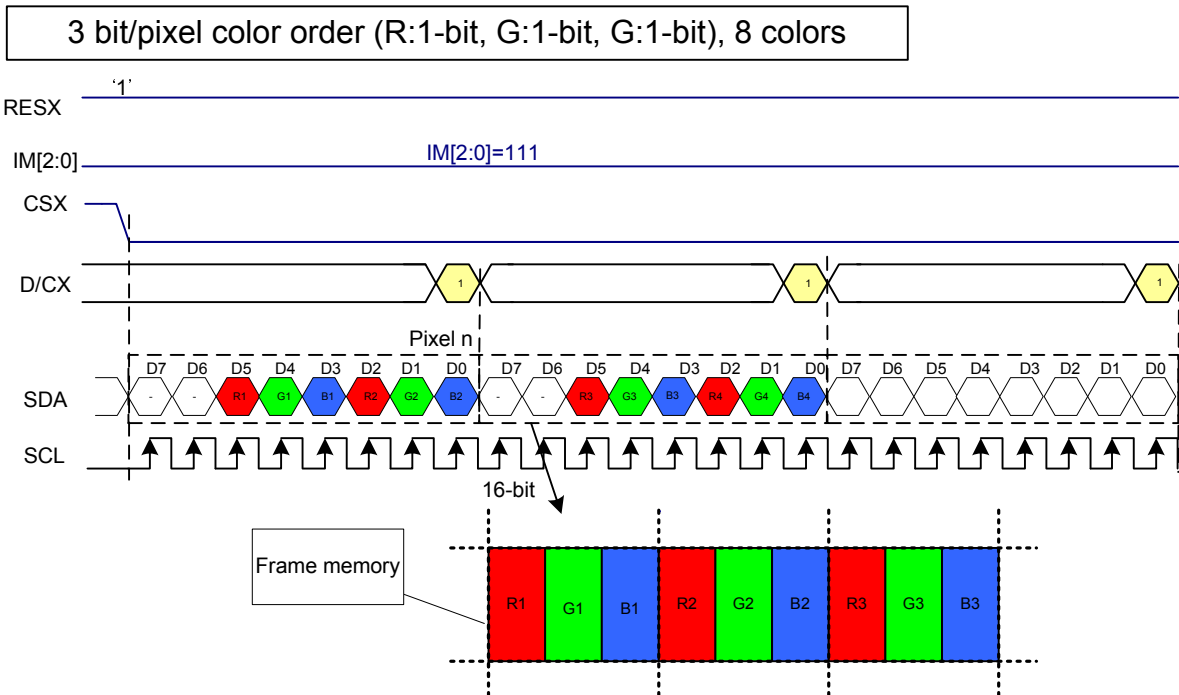 3 bit/pixel color order (R:1-bit, G:1-bit, G:1-bit), 8 colors
'1'
RESX
IM[2:0]
IM[2:0]=111
CSX
D/CX
1 1 1
Pixel n
D7 D6 D5 D4 D3 D2 D1 D0 D7 D6 D5 D4 D3 D2 D1 D0 D7 D6 D5 D4 D3 D2 D1 D0
SDA
- - R1 G1 B1 R2 G2 B2 - - R3 G3 B3 R4 G4 B4
SCL
16-bit
Frame memory
R1 G1 B1 R2 G2 B2 R3 G3 B3